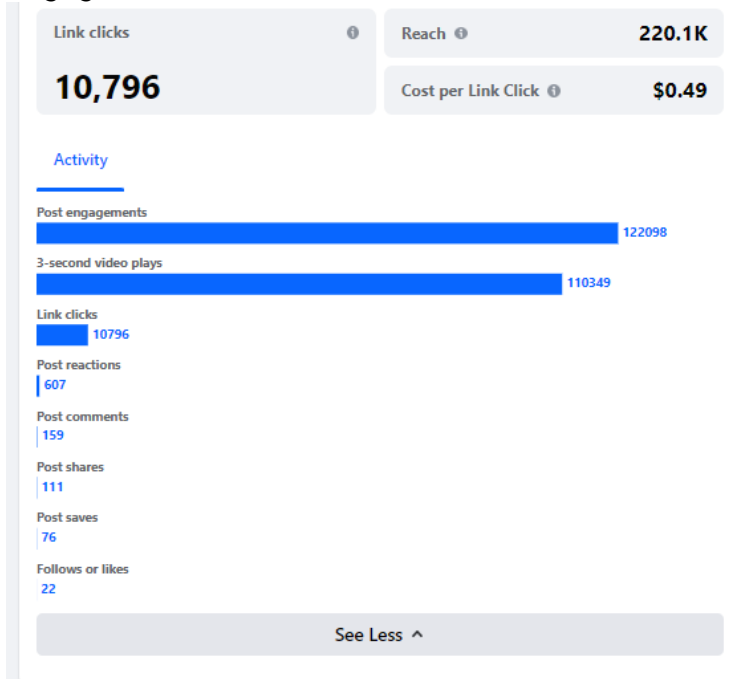 Link clicks
10,796
Reach
220.1K
Cost per Link Click
$0.49
Activity
Post engagements
122098
3-second video plays
110349
Link clicks
10796
Post reactions
607
Post comments
159
Post shares
111
Post saves
76
Follows or likes
22
See Less